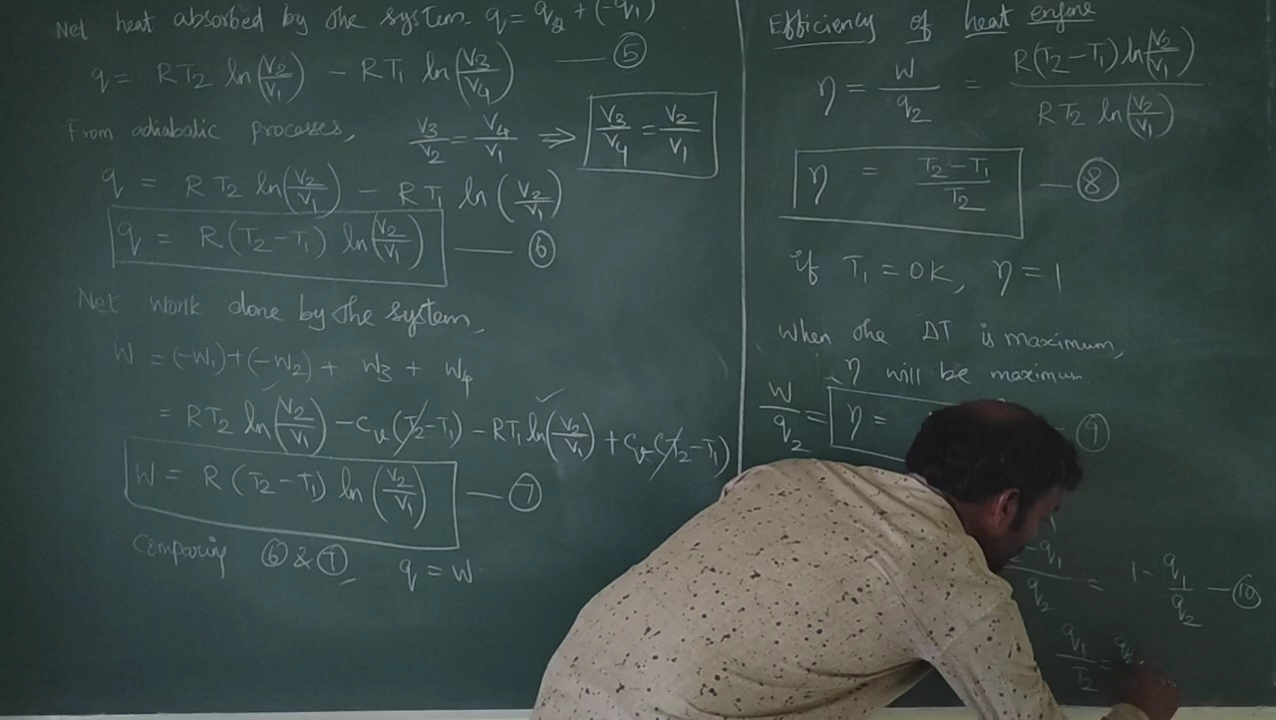 Net heat absorbed by the system. q = q2 + (-q1)
q = RT2 ln(V2/V1) - RT1 ln(V3/V4) — 5
From adiabatic processes, V3/V2 = V4/V1 ⇒ V3/V4 = V2/V1
q = RT2 ln(V2/V1) - RT1 ln(V2/V1)
q = R(T2-T1) ln(V2/V1) — 6
Net work done by the system,
W = (-W1)+(-W2) + W3 + W4
= RT2 ln(V2/V1) - Cv(T2-T1) - RT1 ln(V2/V1) + Cv(T2-T1)
W = R(T2-T1) ln(V2/V1) — 7
Comparing 6 & 7, q = W
Efficiency of heat engine
η = W/q2 = R(T2-T1) ln(V2/V1) / RT2 ln(V2/V1)
η = T2-T1/T2 — 8
if T1 = 0K, η = 1
When the ΔT is maximum,
η will be maximum
W/q2 = η = — 9
-q1/q2 = 1 - q1/q2 — 10
q1/T2 = q2